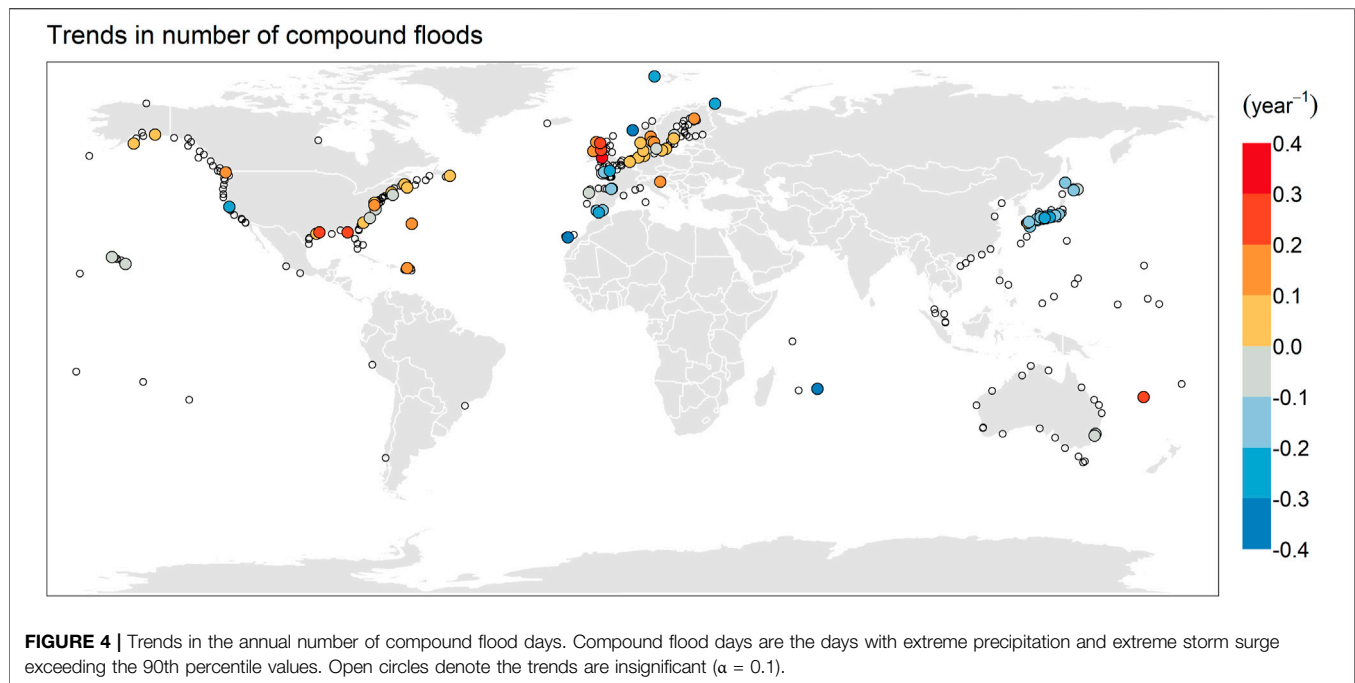 Trends in number of compound floods
(year⁻¹)
0.4
0.3
0.2
0.1
0.0
-0.1
-0.2
-0.3
-0.4
FIGURE 4 | Trends in the annual number of compound flood days. Compound flood days are the days with extreme precipitation and extreme storm surge
exceeding the 90th percentile values. Open circles denote the trends are insignificant (α = 0.1).